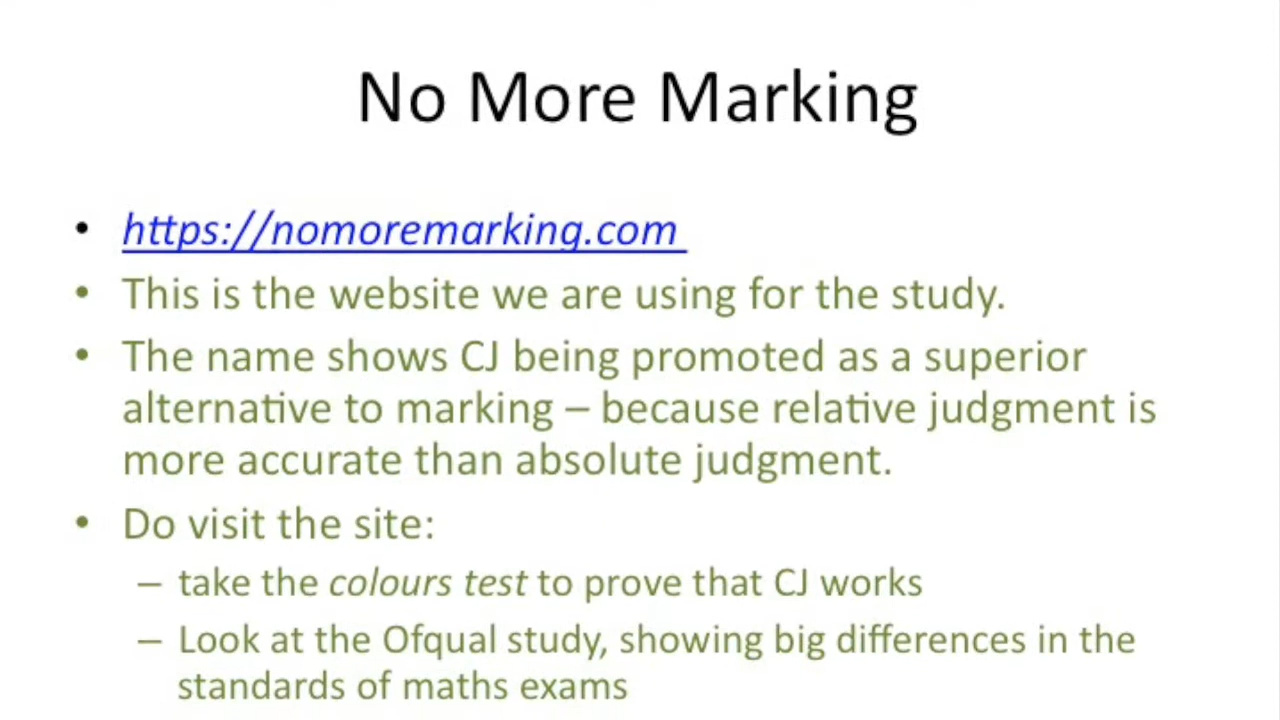 No More Marking
• https://nomoremarking.com
• This is the website we are using for the study.
• The name shows CJ being promoted as a superior
alternative to marking – because relative judgment is
more accurate than absolute judgment.
• Do visit the site:
– take the colours test to prove that CJ works
– Look at the Ofqual study, showing big differences in the
standards of maths exams